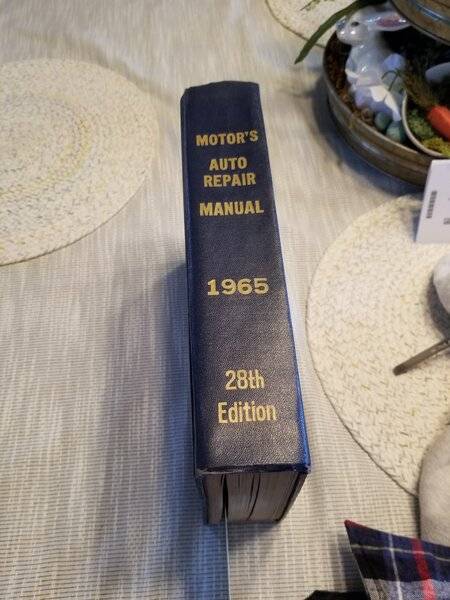 MOTOR'S
AUTO
REPAIR
MANUAL
1965
28th
Edition